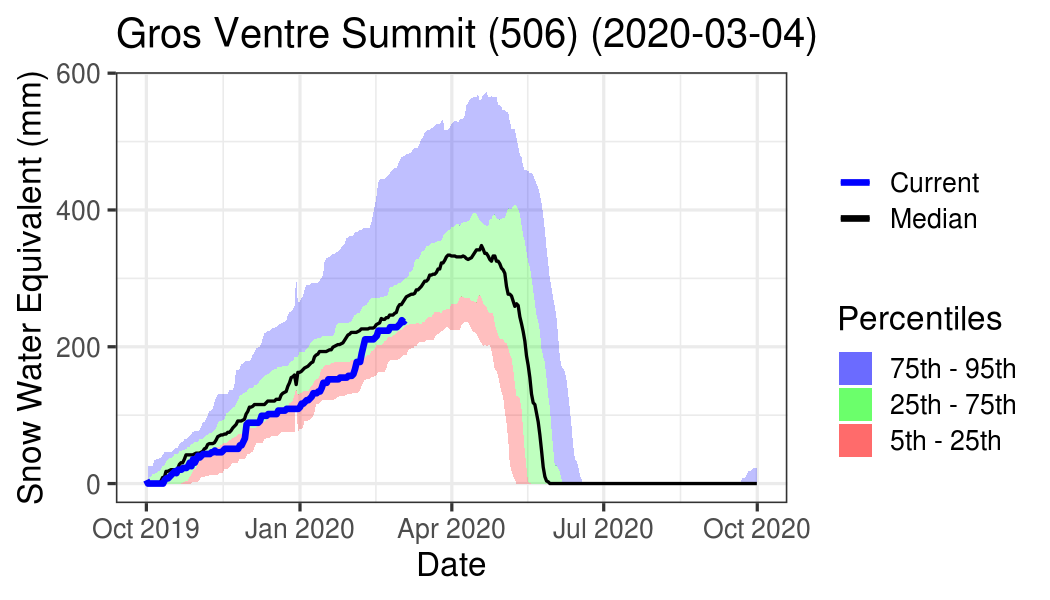 Gros Ventre Summit (506) (2020-03-04)
Snow Water Equivalent (mm)
600
400
200
0
Oct 2019 Jan 2020 Apr 2020 Jul 2020 Oct 2020
Date
Current
Median
Percentiles
75th - 95th
25th - 75th
5th - 25th